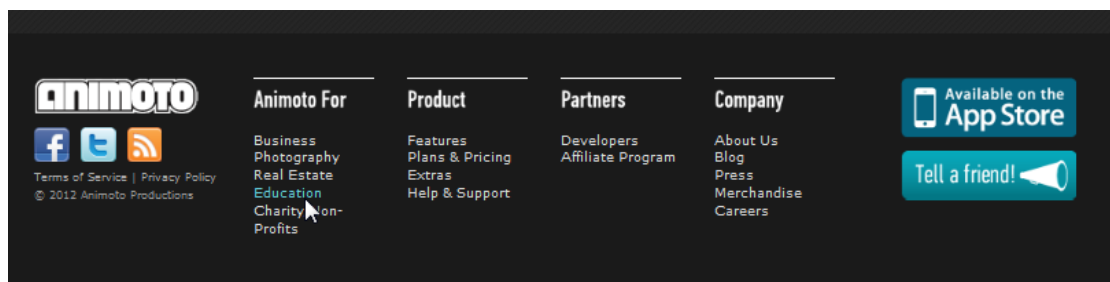 ANIMOTO
Terms of Service | Privacy Policy
© 2012 Animoto Productions
Animoto For
Business
Photography
Real Estate
Education
Charity Non-
Profits
Product
Features
Plans & Pricing
Extras
Help & Support
Partners
Developers
Affiliate Program
Company
About Us
Blog
Press
Merchandise
Careers
Available on the
App Store
Tell a friend!